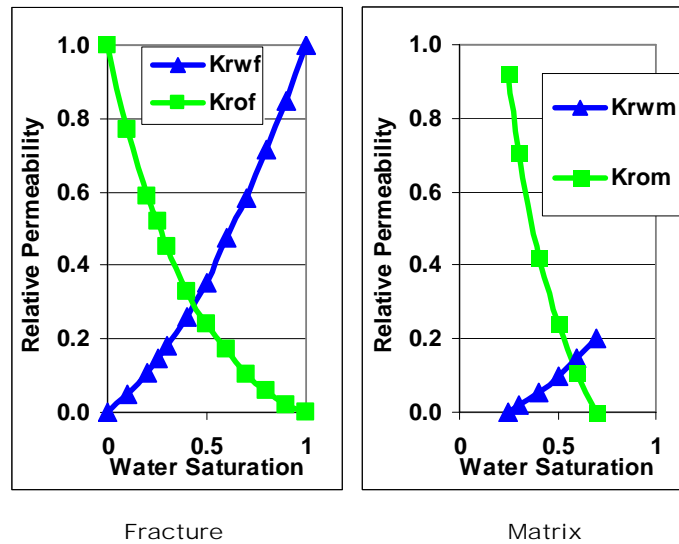 1.0
0.8
0.6
0.4
0.2
0.0
Relative Permeability
Krwf
Krof
0 0.5 1
Water Saturation
Fracture
1.0
0.8
0.6
0.4
0.2
0.0
Relative Permeability
Krwm
Krom
0 0.5 1
Water Saturation
Matrix